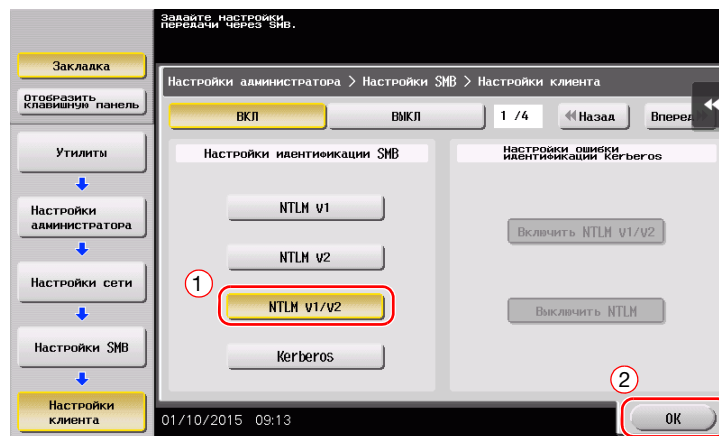 Задайте настройки
передачи через SMB.
Закладка
Отобразить
клавишную панель
Утилиты
Настройки
администратора
Настройки сети
Настройки SMB
Настройки
клиента
Настройки администратора > Настройки SMB > Настройки клиента
ВКЛ
ВЫКЛ
1 /4
Назад
Вперед
Настройки идентификации SMB
NTLM v1
NTLM v2
1
NTLM v1/v2
Kerberos
Настройки ошибки
идентификации Kerberos
Включить NTLM v1/v2
Выключить NTLM
2
01/10/2015 09:13
OK